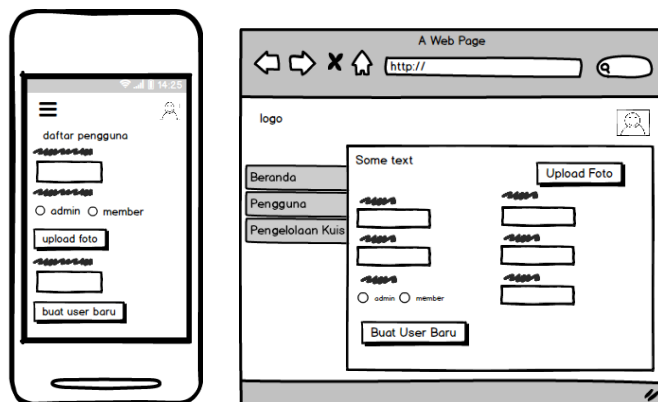 14:25
daftar pengguna
admin member
upload foto
buat user baru
A Web Page
http://
logo
Some text
Upload Foto
Beranda
Pengguna
Pengelolaan Kuis
admin member
Buat User Baru